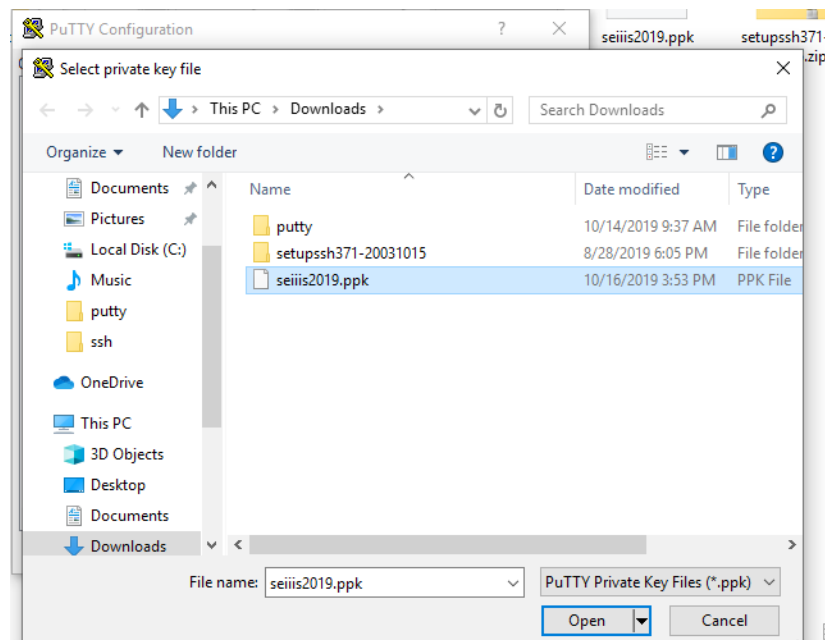 PuTTY Configuration ?
seiiis2019.ppk
setupssh371-
.zip
Select private key file
This PC > Downloads >
Search Downloads
Organize
New folder
?
Documents
Pictures
Local Disk (C:)
Music
putty
ssh
OneDrive
This PC
3D Objects
Desktop
Documents
Downloads
Name Date modified Type
putty 10/14/2019 9:37 AM File folder
setupssh371-20031015 8/28/2019 6:05 PM File folder
seiiis2019.ppk 10/16/2019 3:53 PM PPK File
File name: seiiis2019.ppk PuTTY Private Key Files (*.ppk)
Open Cancel